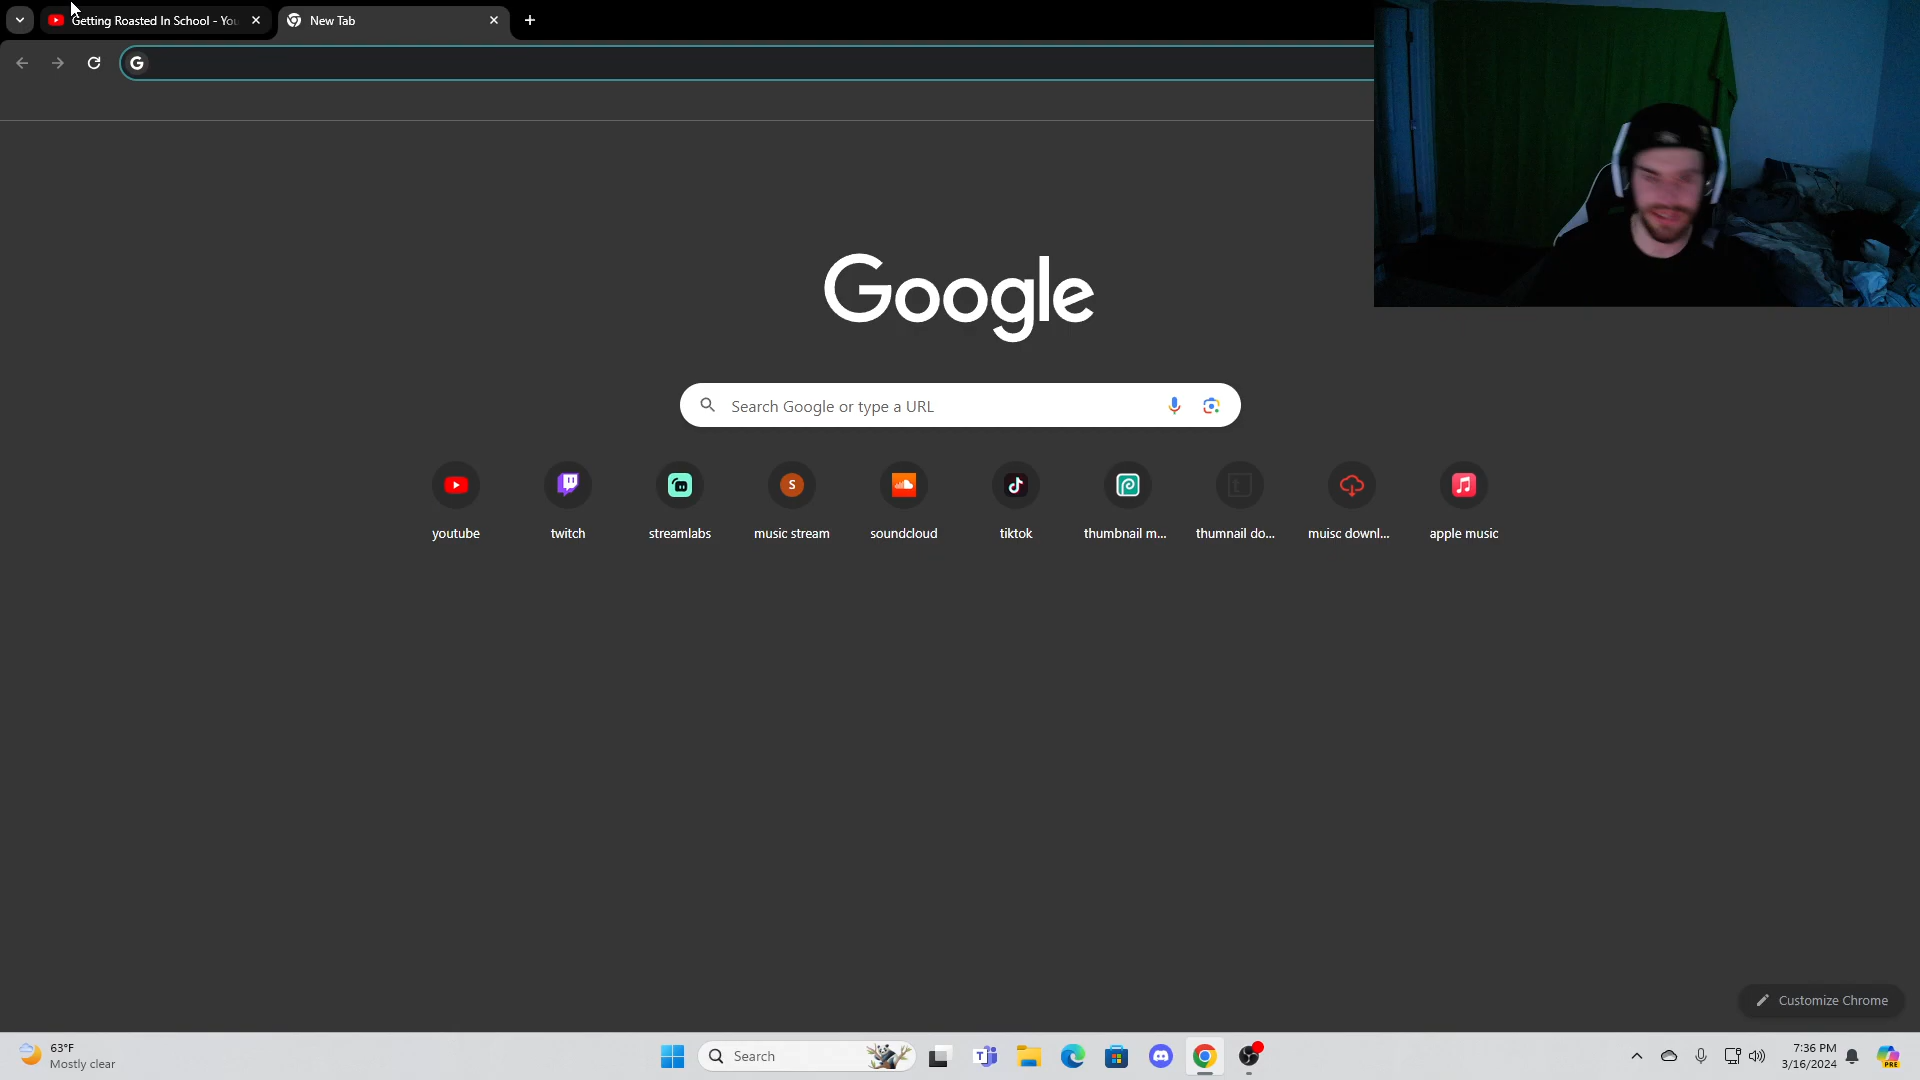 Getting Roasted In School - You
New Tab
Google
Search Google or type a URL
youtube
twitch
streamlabs
S
music stream
soundcloud
tiktok
thumbnail m...
t
thumnail do...
muisc downl...
apple music
Customize Chrome
63°F
Mostly clear
Search
7:36 PM
3/16/2024
PRE